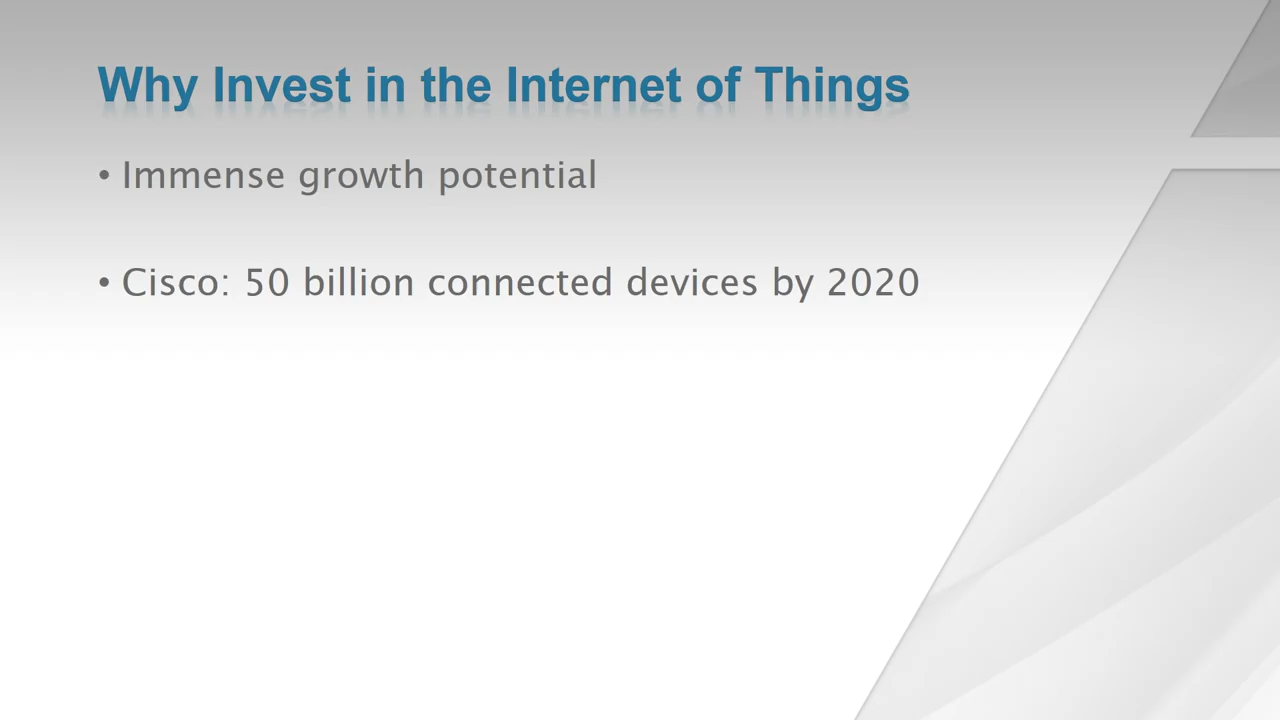 Why Invest in the Internet of Things
• Immense growth potential
• Cisco: 50 billion connected devices by 2020